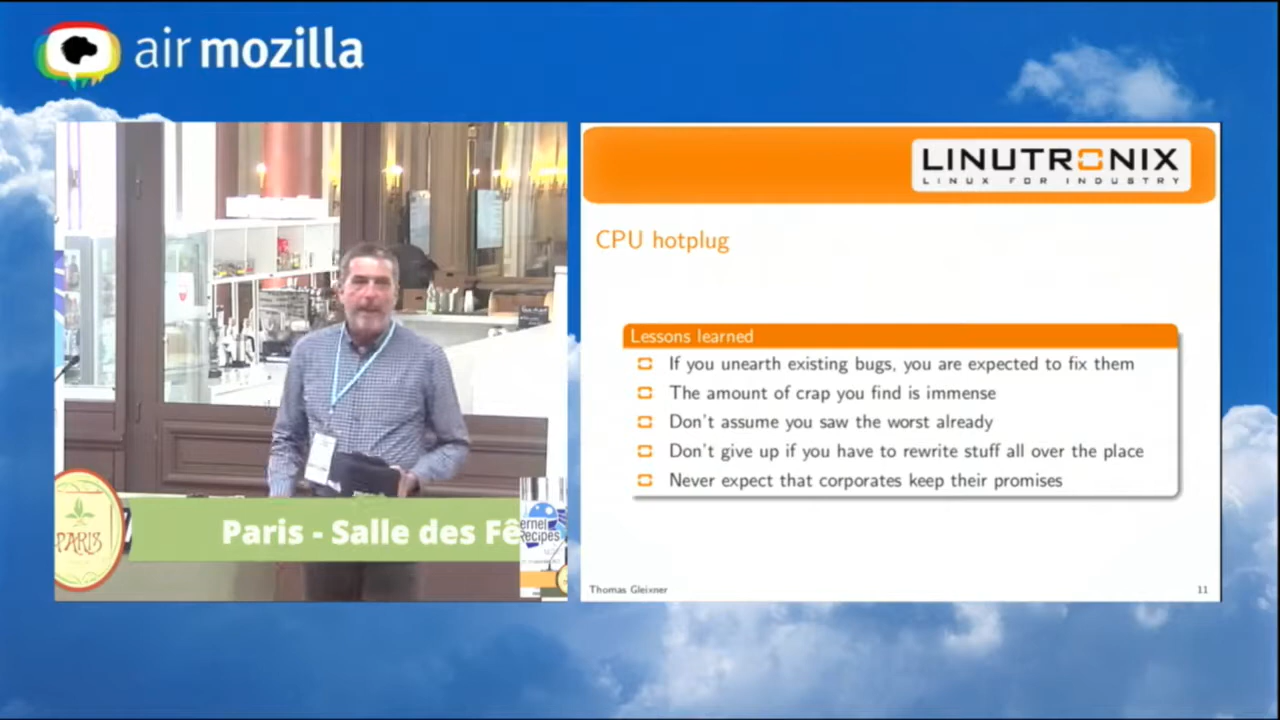 air mozilla
LINUTRONIX
LINUX FOR INDUSTRY
CPU hotplug
Lessons learned
If you unearth existing bugs, you are expected to fix them
The amount of crap you find is immense
Don't assume you saw the worst already
Don't give up if you have to rewrite stuff all over the place
Never expect that corporates keep their promises
PARIS
Paris - Salle des Fê
ernel
Recipes
Thomas Gleixner
11